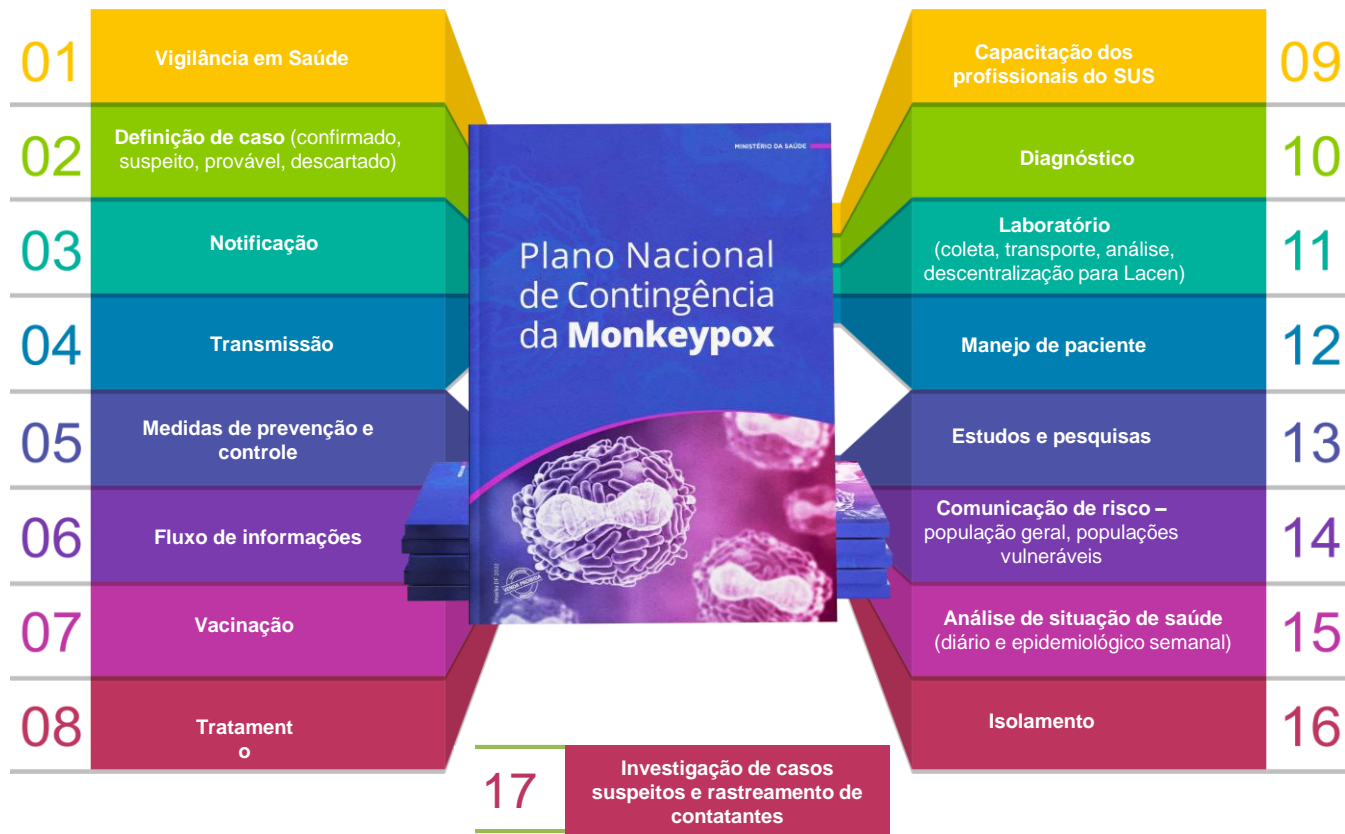 01
Vigilância em Saúde
02
Definição de caso (confirmado,
suspeito, provável, descartado)
03
Notificação
04
Transmissão
05
Medidas de prevenção e
controle
06
Fluxo de informações
07
Vacinação
08
Tratament
o
MINISTÉRIO DA SAÚDE
Plano Nacional
de Contingência
da Monkeypox
VENDA PROIBIDA
Capacitação dos
profissionais do SUS
09
Diagnóstico
10
Laboratório
(coleta, transporte, análise,
descentralização para Lacen)
11
Manejo de paciente
12
Estudos e pesquisas
13
Comunicação de risco –
população geral, populações
vulneráveis
14
Análise de situação de saúde
(diário e epidemiológico semanal)
15
Isolamento
16
17
Investigação de casos
suspeitos e rastreamento de
contatantes